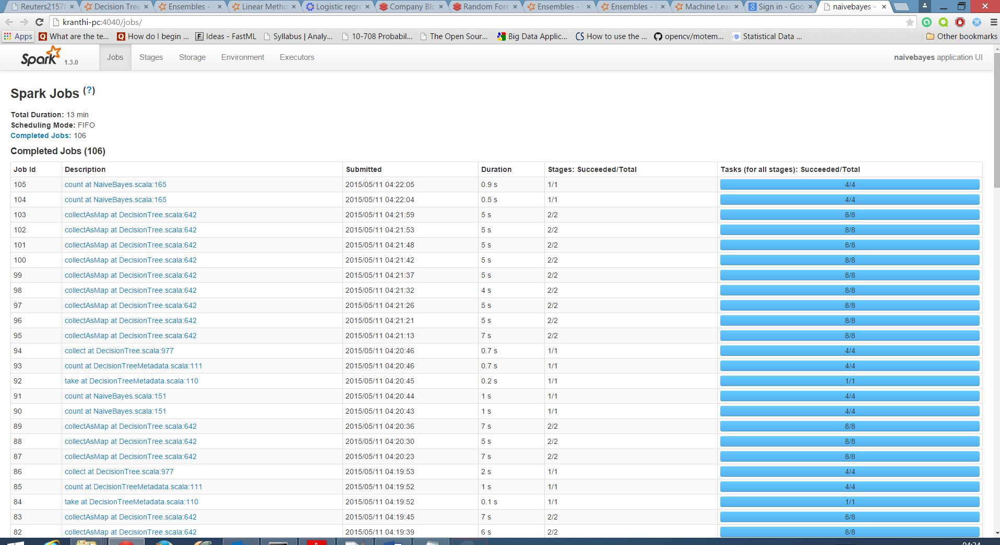 Reuters2157
Decision Tree
Ensembles -
Linear Metho
Logistic regre
Company Blo
Random Fore
Ensembles -
Ensembles -
Machine Lea
Sign in - Goo
naivebayes -
kranthi-pc:4040/jobs/
Apps What are the te... How do I begin ... Ideas - FastML Syllabus | Analy... 10-708 Probabil... The Open Sour... Big Data Applic... How to use the ... opencv/motem... Statistical Data ... Other bookmarks
Spark 1.3.0 Jobs Stages Storage Environment Executors naivebayes application UI
Spark Jobs (?)
Total Duration: 13 min
Scheduling Mode: FIFO
Completed Jobs: 106
Completed Jobs (106)
Job Id Description Submitted Duration Stages: Succeeded/Total Tasks (for all stages): Succeeded/Total
105 count at NaiveBayes.scala:165 2015/05/11 04:22:05 0.9 s 1/1 4/4
104 count at NaiveBayes.scala:165 2015/05/11 04:22:04 0.5 s 1/1 4/4
103 collectAsMap at DecisionTree.scala:642 2015/05/11 04:21:59 5 s 2/2 8/8
102 collectAsMap at DecisionTree.scala:642 2015/05/11 04:21:53 5 s 2/2 8/8
101 collectAsMap at DecisionTree.scala:642 2015/05/11 04:21:48 5 s 2/2 8/8
100 collectAsMap at DecisionTree.scala:642 2015/05/11 04:21:42 5 s 2/2 8/8
99 collectAsMap at DecisionTree.scala:642 2015/05/11 04:21:37 5 s 2/2 8/8
98 collectAsMap at DecisionTree.scala:642 2015/05/11 04:21:32 4 s 2/2 8/8
97 collectAsMap at DecisionTree.scala:642 2015/05/11 04:21:26 5 s 2/2 8/8
96 collectAsMap at DecisionTree.scala:642 2015/05/11 04:21:21 5 s 2/2 8/8
95 collectAsMap at DecisionTree.scala:642 2015/05/11 04:21:13 7 s 2/2 8/8
94 collect at DecisionTree.scala:977 2015/05/11 04:20:46 0.7 s 1/1 4/4
93 count at DecisionTreeMetadata.scala:111 2015/05/11 04:20:46 0.7 s 1/1 4/4
92 take at DecisionTreeMetadata.scala:110 2015/05/11 04:20:45 0.2 s 1/1 1/1
91 count at NaiveBayes.scala:151 2015/05/11 04:20:44 1 s 1/1 4/4
90 count at NaiveBayes.scala:151 2015/05/11 04:20:43 1 s 1/1 4/4
89 collectAsMap at DecisionTree.scala:642 2015/05/11 04:20:36 7 s 2/2 8/8
88 collectAsMap at DecisionTree.scala:642 2015/05/11 04:20:30 5 s 2/2 8/8
87 collectAsMap at DecisionTree.scala:642 2015/05/11 04:20:23 7 s 2/2 8/8
86 collect at DecisionTree.scala:977 2015/05/11 04:19:53 2 s 1/1 4/4
85 count at DecisionTreeMetadata.scala:111 2015/05/11 04:19:52 1 s 1/1 4/4
84 take at DecisionTreeMetadata.scala:110 2015/05/11 04:19:52 0.1 s 1/1 1/1
83 collectAsMap at DecisionTree.scala:642 2015/05/11 04:19:45 7 s 2/2 8/8
82 collectAsMap at DecisionTree.scala:642 2015/05/11 04:19:39 6 s 2/2 8/8